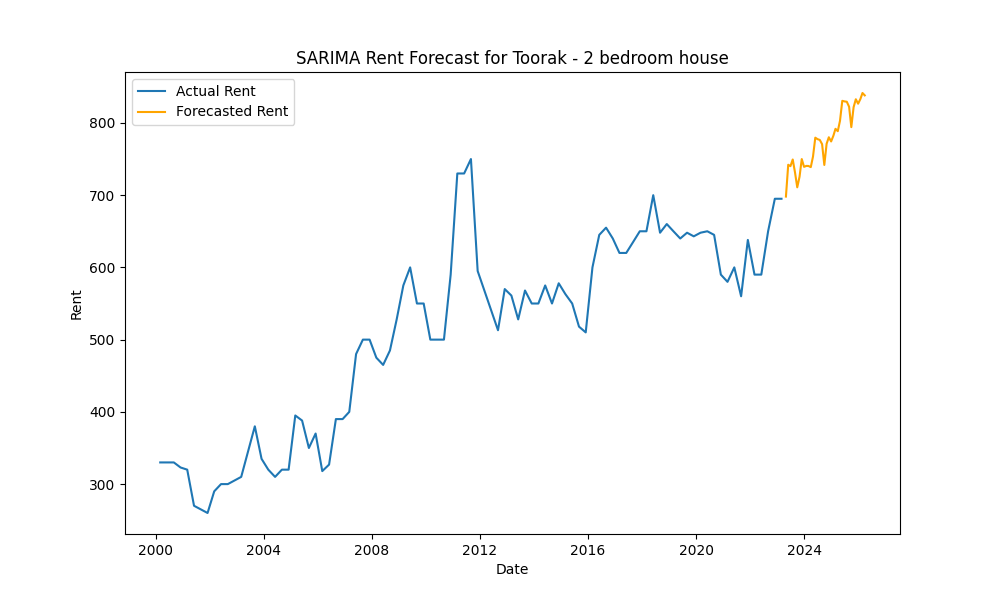 SARIMA Rent Forecast for Toorak - 2 bedroom house
Actual Rent
Forecasted Rent
800
700
600
500
400
300
Rent
2000 2004 2008 2012 2016 2020 2024
Date